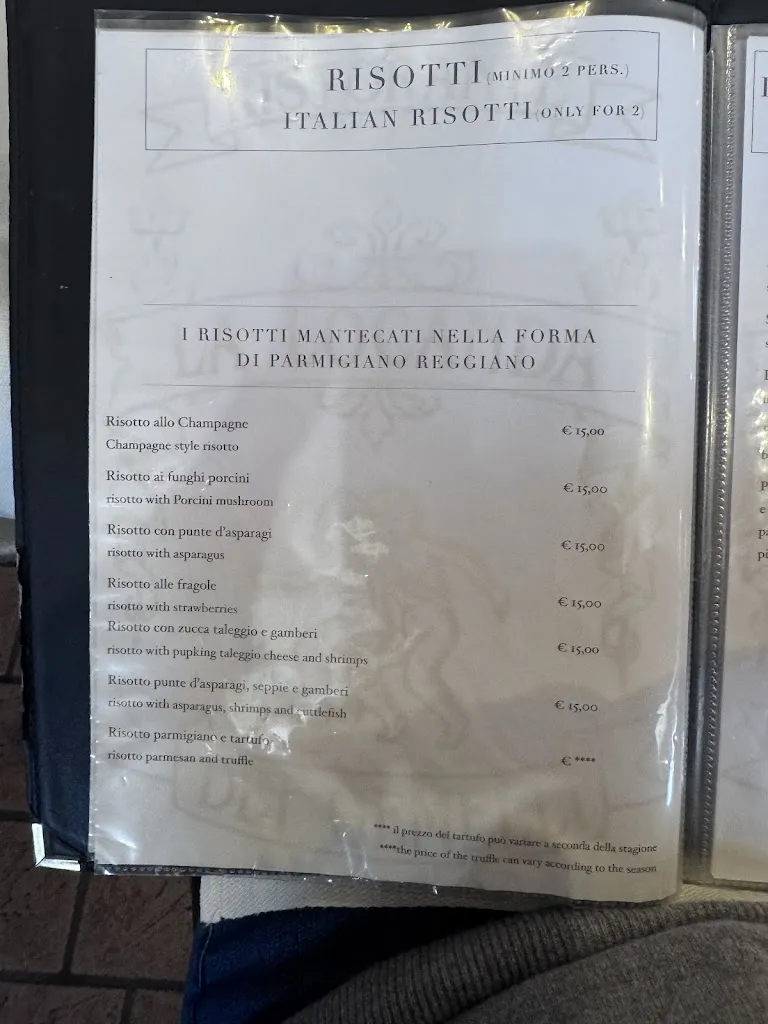 RISOTTI (MINIMO 2 PERS.)
ITALIAN RISOTTI (ONLY FOR 2)
I RISOTTI MANTECATI NELLA FORMA
DI PARMIGIANO REGGIANO
Risotto allo Champagne
Champagne style risotto € 15,00
Risotto ai funghi porcini
risotto with Porcini mushroom € 15,00
Risotto con punte d'asparagi
risotto with asparagus € 15,00
Risotto alle fragole
risotto with strawberries € 15,00
Risotto con zucca taleggio e gamberi
risotto with pupking taleggio cheese and shrimps € 15,00
Risotto punte d'asparagi, seppie e gamberi
risotto with asparagus, shrimps and cuttlefish € 15,00
Risotto parmigiano e tartufo
risotto parmesan and truffle € ****
**** il prezzo del tartufo può variare a seconda della stagione
****the price of the truffle can vary according to the season